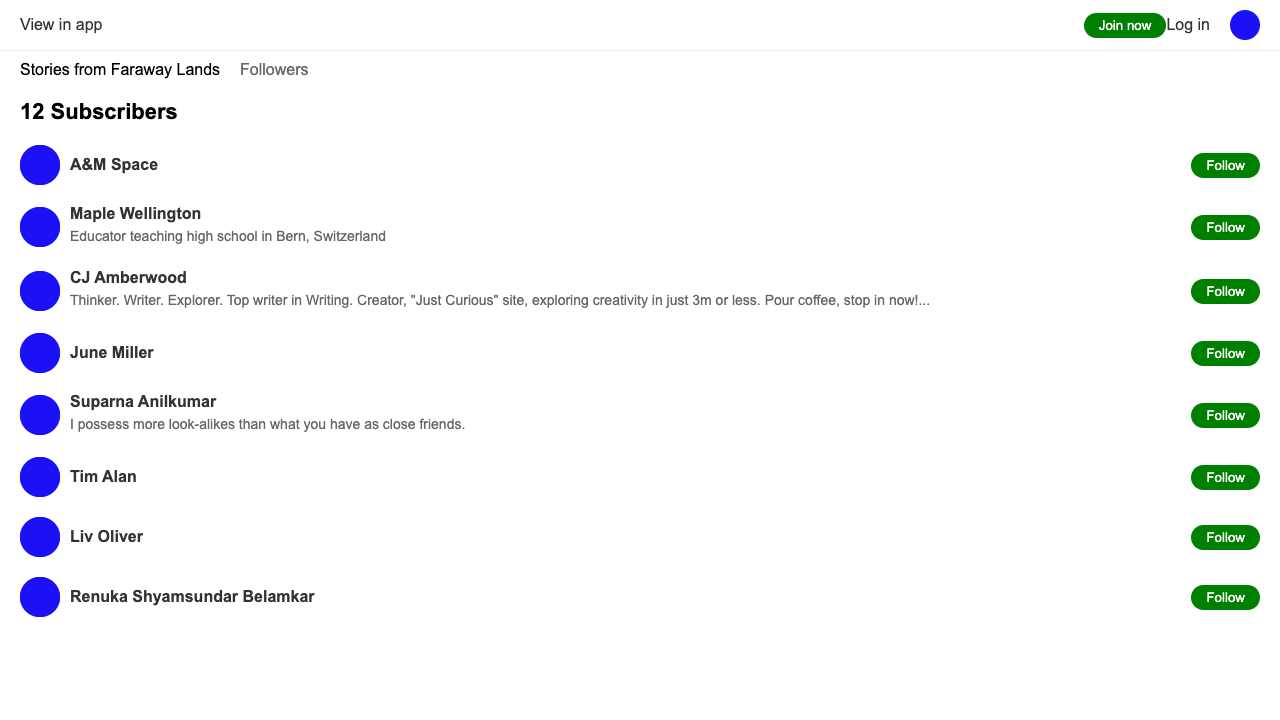 View in app
Join now
Log in
Stories from Faraway Lands
Followers
12 Subscribers
A&M Space
Follow
Maple Wellington
Educator teaching high school in Bern, Switzerland
Follow
CJ Amberwood
Thinker. Writer. Explorer. Top writer in Writing. Creator, "Just Curious" site, exploring creativity in just 3m or less. Pour coffee, stop in now!...
Follow
June Miller
Follow
Suparna Anilkumar
I possess more look-alikes than what you have as close friends.
Follow
Tim Alan
Follow
Liv Oliver
Follow
Renuka Shyamsundar Belamkar
Follow